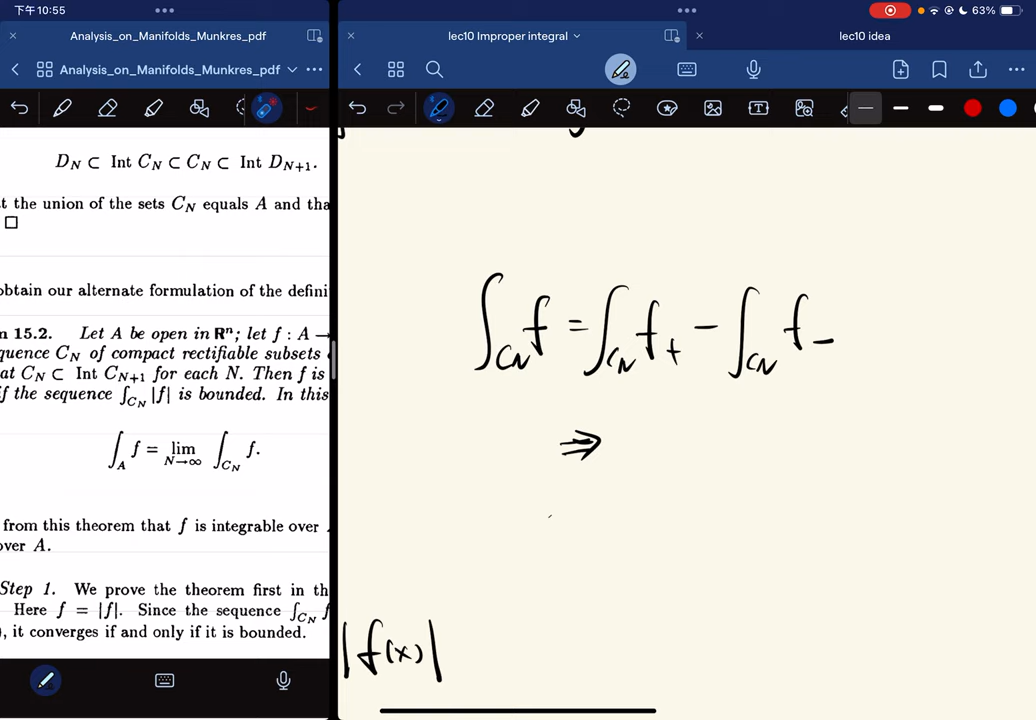 下午10:55
63%
Analysis_on_Manifolds_Munkres_pdf
Analysis_on_Manifolds_Munkres_pdf
D_N ⊂ Int C_N ⊂ C_N ⊂ Int D_{N+1}.
at the union of the sets C_N equals A and tha
□
obtain our alternate formulation of the defini
m 15.2. Let A be open in R^n; let f : A →
quence C_N of compact rectifiable subsets
at C_N ⊂ Int C_{N+1} for each N. Then f is
if the sequence ∫_{C_N} |f| is bounded. In this
∫_A f = lim_{N→∞} ∫_{C_N} f.
from this theorem that f is integrable over
over A.
Step 1. We prove the theorem first in th
Here f = |f|. Since the sequence ∫_{C_N} f
), it converges if and only if it is bounded.
lec10 Improper integral
lec10 idea
∫_{C_N} f = ∫_{C_N} f_+ - ∫_{C_N} f_-
⇒
|f(x)|